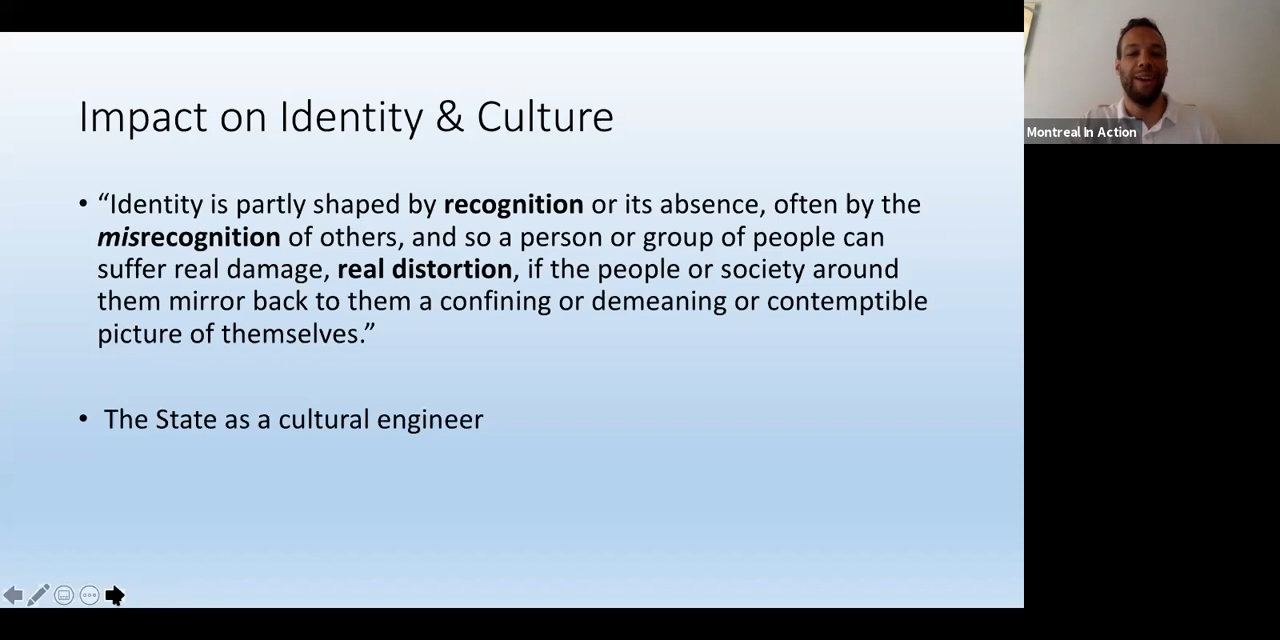 Impact on Identity & Culture
• “Identity is partly shaped by recognition or its absence, often by the
misrecognition of others, and so a person or group of people can
suffer real damage, real distortion, if the people or society around
them mirror back to them a confining or demeaning or contemptible
picture of themselves.”
• The State as a cultural engineer
Montreal In Action